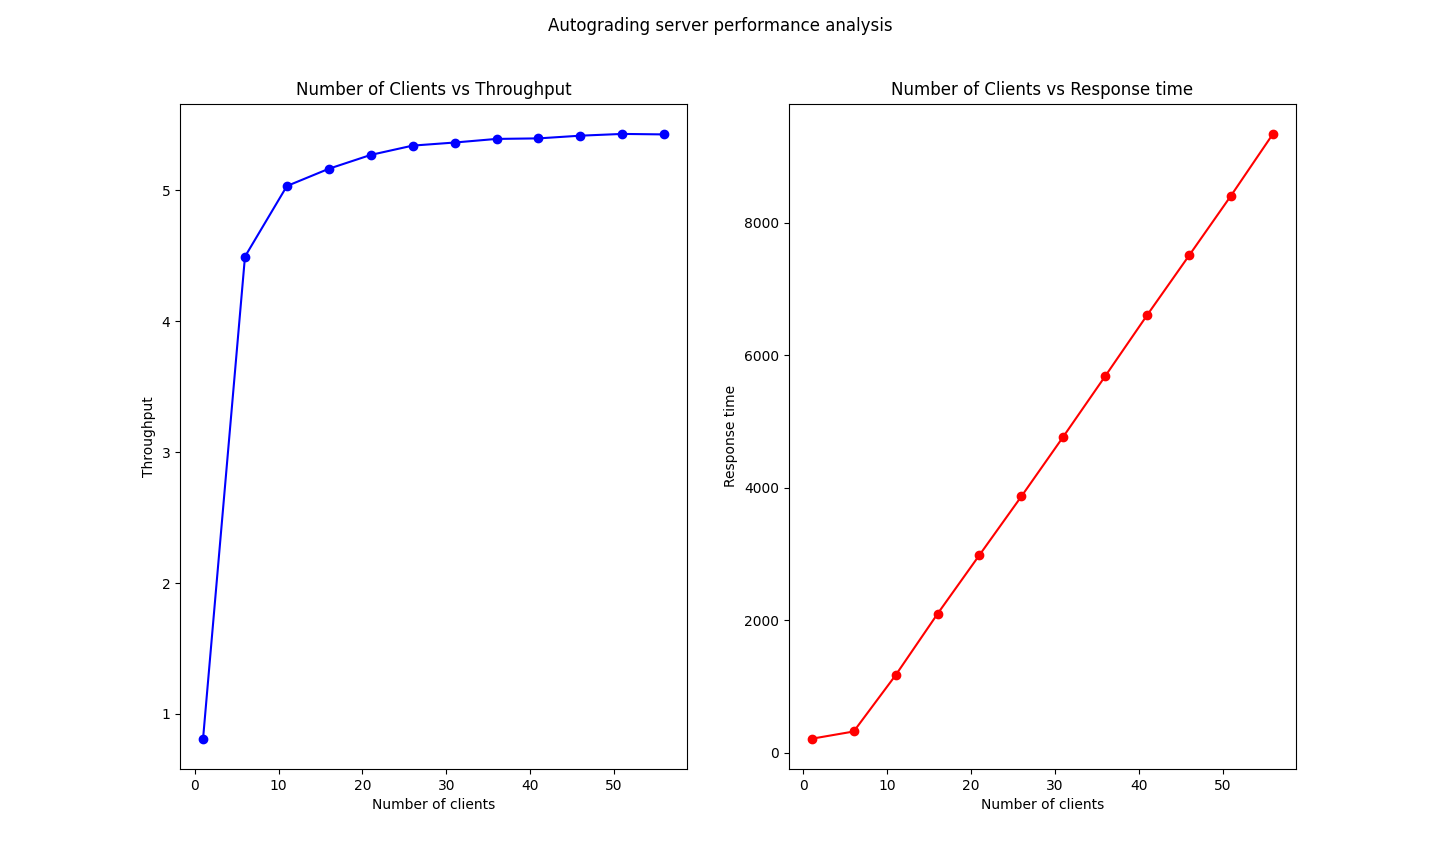 Autograding server performance analysis
Number of Clients vs Throughput
5
4
3
2
1
Throughput
0 10 20 30 40 50
Number of clients
Number of Clients vs Response time
8000
6000
4000
2000
0
Response time
0 10 20 30 40 50
Number of clients